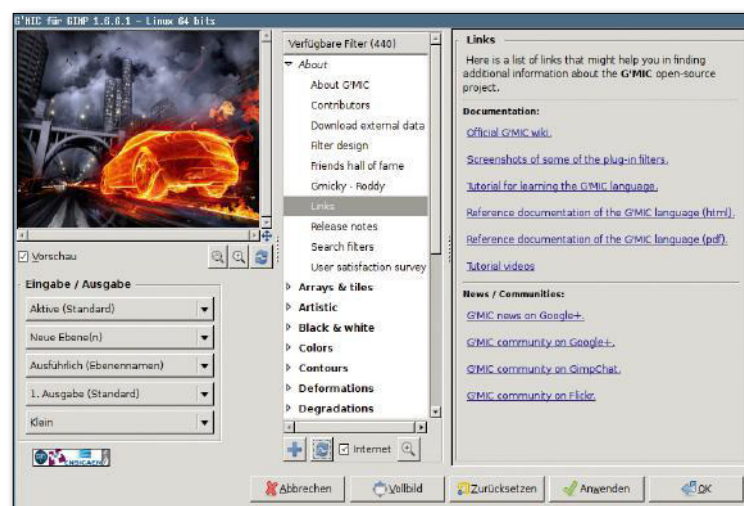 G'MIC für GIMP 1.6.6.1 – Linux 64 bits
Vorschau
Eingabe / Ausgabe
Aktive (Standard)
Neue Ebene(n)
Ausführlich (Ebenennamen)
1. Ausgabe (Standard)
Klein
ENSICAEN
Verfügbare Filter (440)
About
About G'MIC
Contributors
Download external data
Filter design
Friends hall of fame
Gmicky - Roddy
Links
Release notes
Search filters
User satisfaction survey
Arrays & tiles
Artistic
Black & white
Colors
Contours
Deformations
Degradations
Internet
Links
Here is a list of links that might help you in finding
additional information about the G'MIC open-source
project.
Documentation:
Official G'MIC wiki.
Screenshots of some of the plug-in filters.
Tutorial for learning the G'MIC language.
Reference documentation of the G'MIC language (html).
Reference documentation of the G'MIC language (pdf).
Tutorial videos
News / Communities:
G'MIC news on Google+.
G'MIC community on Google+.
G'MIC community on GimpChat.
G'MIC community on Flickr.
Abbrechen
Vollbild
Zurücksetzen
Anwenden
OK